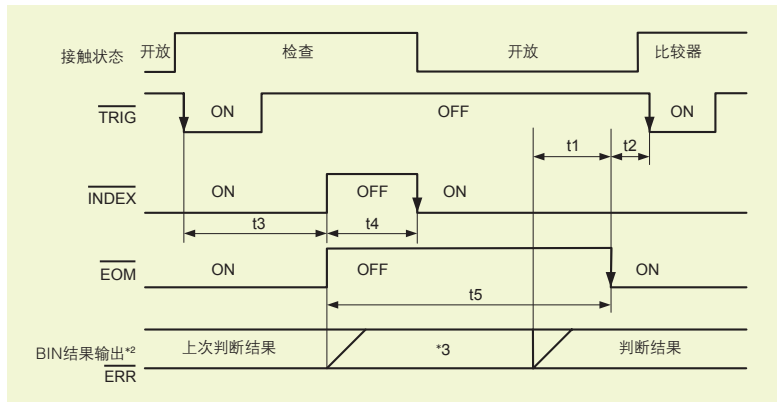 接触状态 开放 检查 开放 比较器
TRIG ON OFF ON
t1 t2
INDEX ON OFF ON
t3 t4
EOM ON OFF ON
t5
BIN结果输出*2 上次判断结果 *3 判断结果
ERR